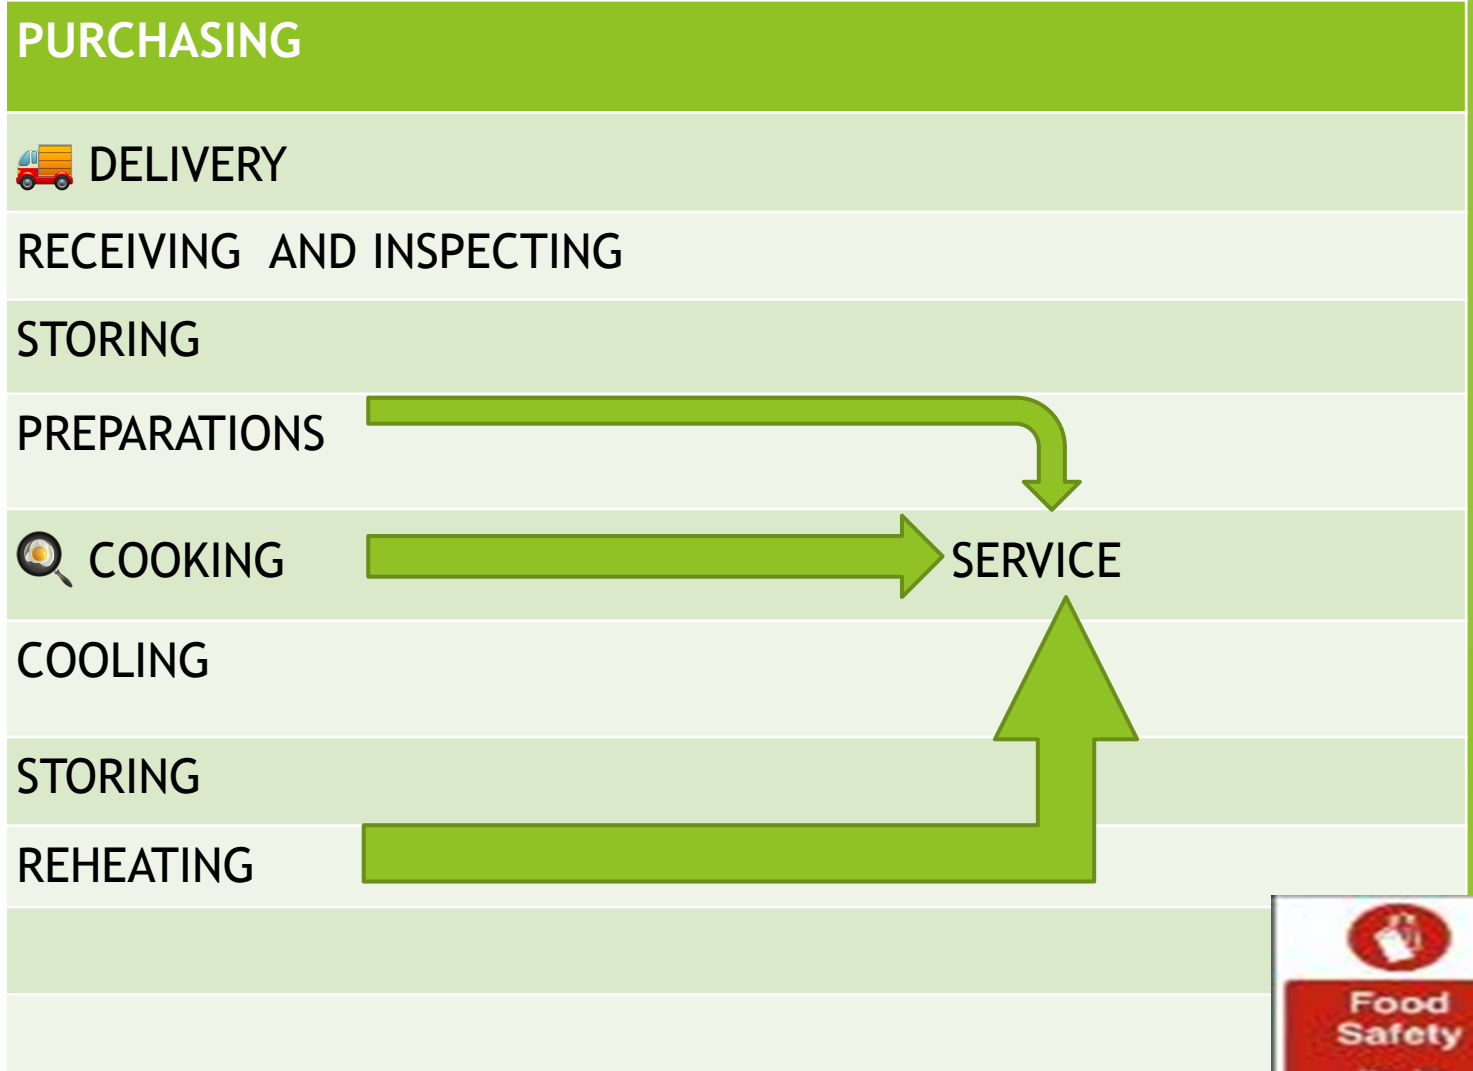 PURCHASING
🚚 DELIVERY
RECEIVING AND INSPECTING
STORING
PREPARATIONS
🍳 COOKING
SERVICE
COOLING
STORING
REHEATING
Food
Safety